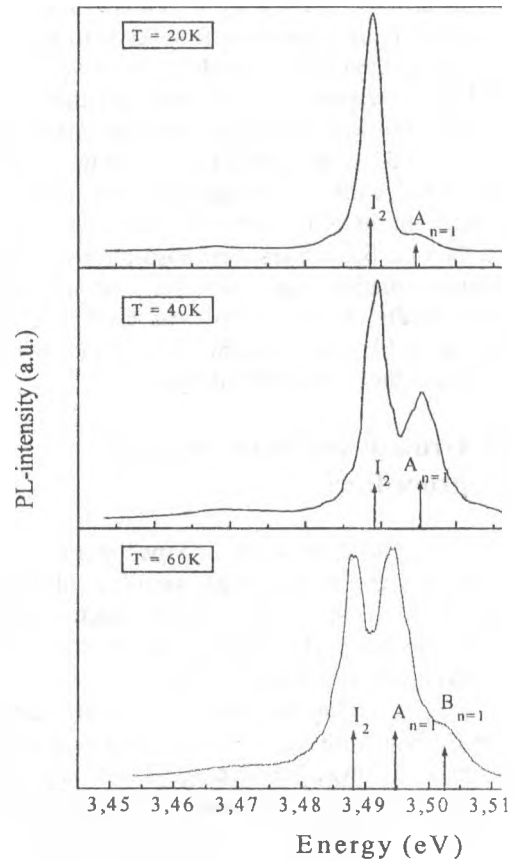 T = 20K
I2
An=1
T = 40K
I2
An=1
PL-intensity (a.u.)
T = 60K
I2
An=1
Bn=1
3,45 3,46 3,47 3,48 3,49 3,50 3,51
Energy (eV)